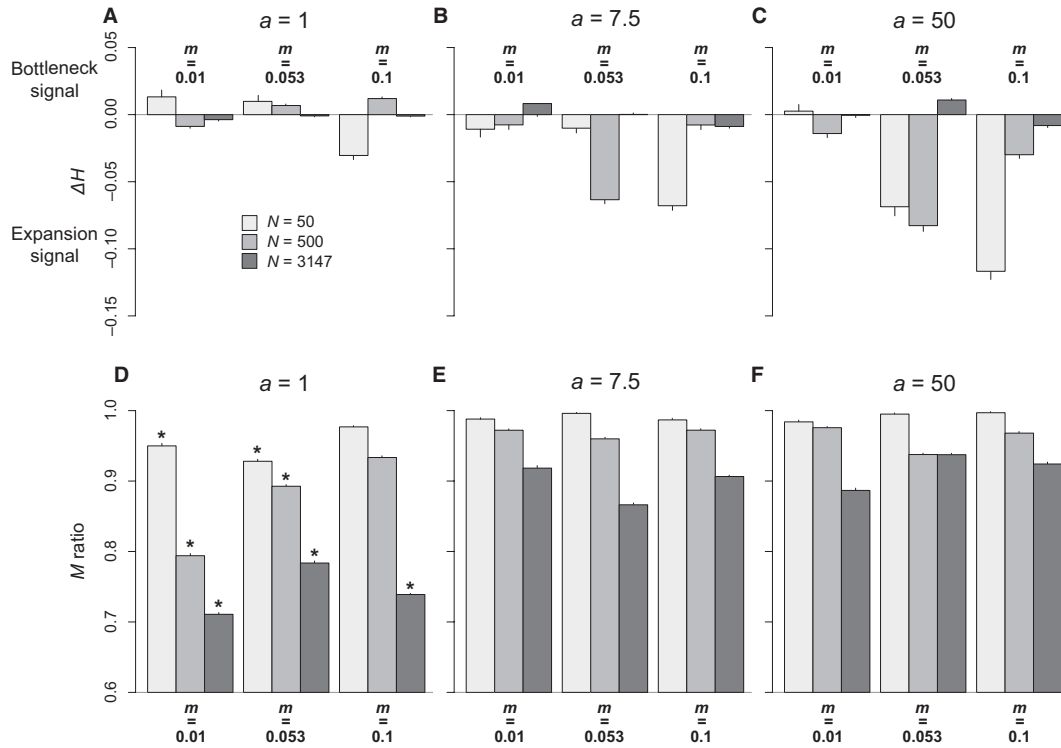 A a = 1
B a = 7.5
C a = 50
Bottleneck
signal
ΔH
Expansion
signal
0.05
0.00
−0.05
−0.10
−0.15
m
=
0.01
m
=
0.053
m
=
0.1
m
=
0.01
m
=
0.053
m
=
0.1
m
=
0.01
m
=
0.053
m
=
0.1
N = 50
N = 500
N = 3147
D a = 1
E a = 7.5
F a = 50
M ratio
1.0
0.9
0.8
0.7
0.6
*
*
*
*
*
*
*
m
=
0.01
m
=
0.053
m
=
0.1
m
=
0.01
m
=
0.053
m
=
0.1
m
=
0.01
m
=
0.053
m
=
0.1